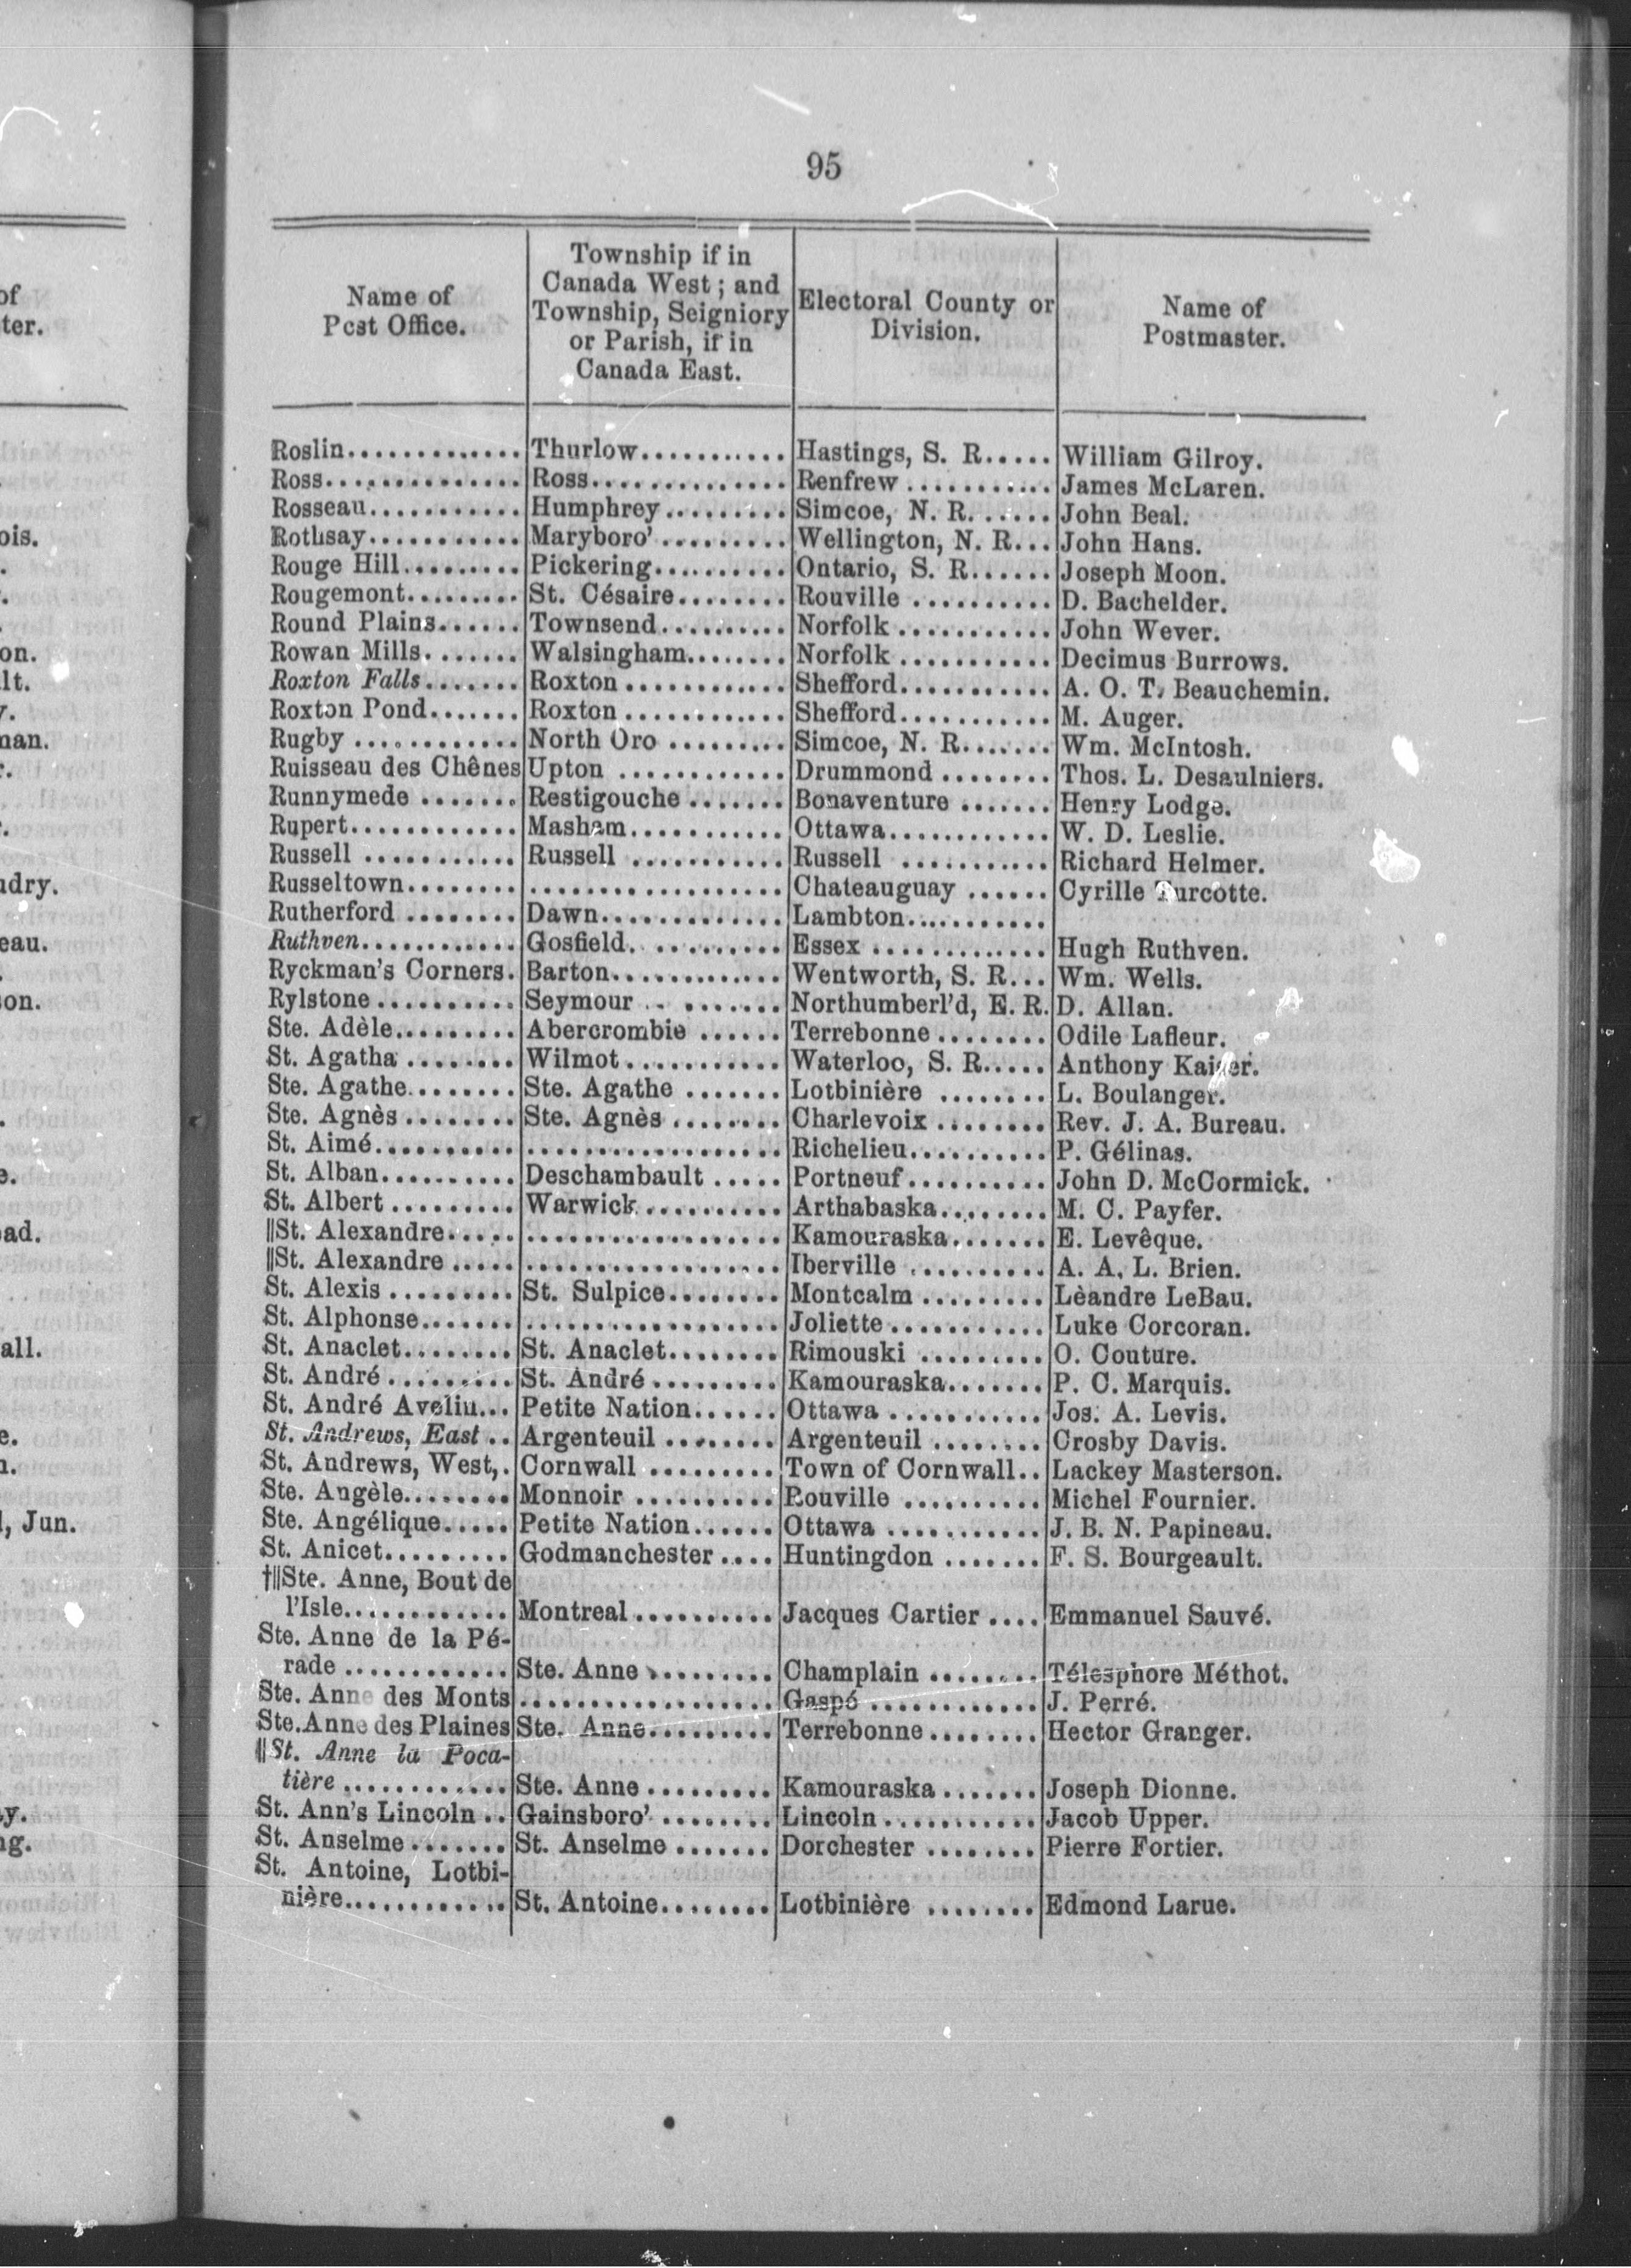 95
Name of
Post Office.
Township if in
Canada West; and
Township, Seigniory
or Parish, if in
Canada East.
Electoral County or
Division.
Name of
Postmaster.
Roslin............. Thurlow........... Hastings, S. R..... William Gilroy.
Ross.............. Ross.............. Renfrew ........... James McLaren.
Rosseau........... Humphrey......... Simcoe, N. R...... John Beal.
Rothsay........... Maryboro' ......... Wellington, N. R... John Hans.
Rouge Hill......... Pickering.......... Ontario, S. R...... Joseph Moon.
Rougemont......... St. Césaire........ Rouville .......... D. Bachelder.
Round Plains...... Townsend.......... Norfolk ........... John Wever.
Rowan Mills....... Walsingham........ Norfolk ........... Decimus Burrows.
Roxton Falls....... Roxton ............ Shefford........... A. O. T. Beauchemin.
Roxton Pond....... Roxton ............ Shefford........... M. Auger.
Rugby ............ North Oro ......... Simcoe, N. R....... Wm. McIntosh.
Ruisseau des Chênes Upton ............ Drummond ........ Thos. L. Desaulniers.
Runnymede ....... Restigouche ....... Bonaventure ....... Henry Lodge.
Rupert............ Masham........... Ottawa............ W. D. Leslie.
Russell ........... Russell ........... Russell ........... Richard Helmer.
Russeltown........ .................. Chateauguay ...... Cyrille Turcotte.
Rutherford ........ Dawn............. Lambton...........
Ruthven........... Gosfield. ......... Essex ............. Hugh Ruthven.
Ryckman's Corners. Barton............ Wentworth, S. R... Wm. Wells.
Rylstone .......... Seymour .. ....... Northumberl'd, E. R. D. Allan.
Ste. Adèle......... Abercrombie ...... Terrebonne ........ Odile Lafleur.
St. Agatha ........ Wilmot........... Waterloo, S. R..... Anthony Kaiser.
Ste. Agathe........ Ste. Agathe ....... Lotbinière ........ L. Boulanger.
Ste. Agnès ........ Ste. Agnès ........ Charlevoix ........ Rev. J. A. Bureau.
St. Aimé.......... .................. Richelieu.......... P. Gélinas.
St. Alban.......... Deschambault ..... Portneuf.......... John D. McCormick.
St. Albert ......... Warwick.......... Arthabaska........ M. C. Payfer.
‖St. Alexandre..... .................. Kamouraska....... E. Levêque.
‖St. Alexandre ..... .................. Iberville .......... A. A. L. Brien.
St. Alexis ......... St. Sulpice........ Montcalm ......... Lèandre LeBau.
St. Alphonse....... .................. Joliette ........... Luke Corcoran.
St. Anaclet........ St. Anaclet........ Rimouski ......... O. Couture.
St. André ......... St. André ......... Kamouraska....... P. C. Marquis.
St. André Avelin... Petite Nation...... Ottawa ........... Jos. A. Levis.
St. Andrews, East .. Argenteuil ........ Argenteuil ........ Crosby Davis.
St. Andrews, West,. Cornwall ......... Town of Cornwall.. Lackey Masterson.
Ste. Angèle........ Monnoir .......... Rouville .......... Michel Fournier.
Ste. Angélique..... Petite Nation...... Ottawa ........... J. B. N. Papineau.
St. Anicet......... Godmanchester .... Huntingdon ....... F. S. Bourgeault.
†‖Ste. Anne, Bout de
l'Isle............ Montreal .......... Jacques Cartier .... Emmanuel Sauvé.
Ste. Anne de la Pé-
rade ............ Ste. Anne ......... Champlain ........ Télesphore Méthot.
Ste. Anne des Monts .................. Gaspé ............ J. Perré.
Ste. Anne des Plaines Ste. Anne......... Terrebonne........ Hector Granger.
‖St. Anne la Poca-
tière ............ Ste. Anne ......... Kamouraska ....... Joseph Dionne.
St. Ann's Lincoln .. Gainsboro' ........ Lincoln ........... Jacob Upper.
St. Anselme ....... St. Anselme ....... Dorchester ........ Pierre Fortier.
St. Antoine, Lotbi-
nière............ St. Antoine........ Lotbinière ........ Edmond Larue.